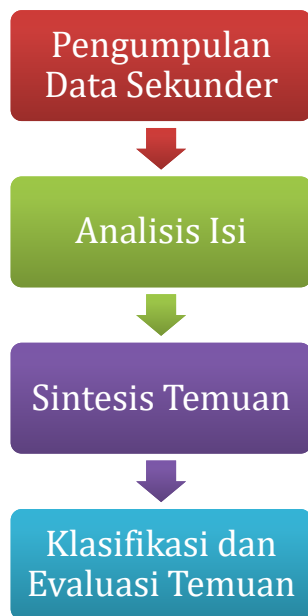 Pengumpulan
Data Sekunder
Analisis Isi
Sintesis Temuan
Klasifikasi dan
Evaluasi Temuan